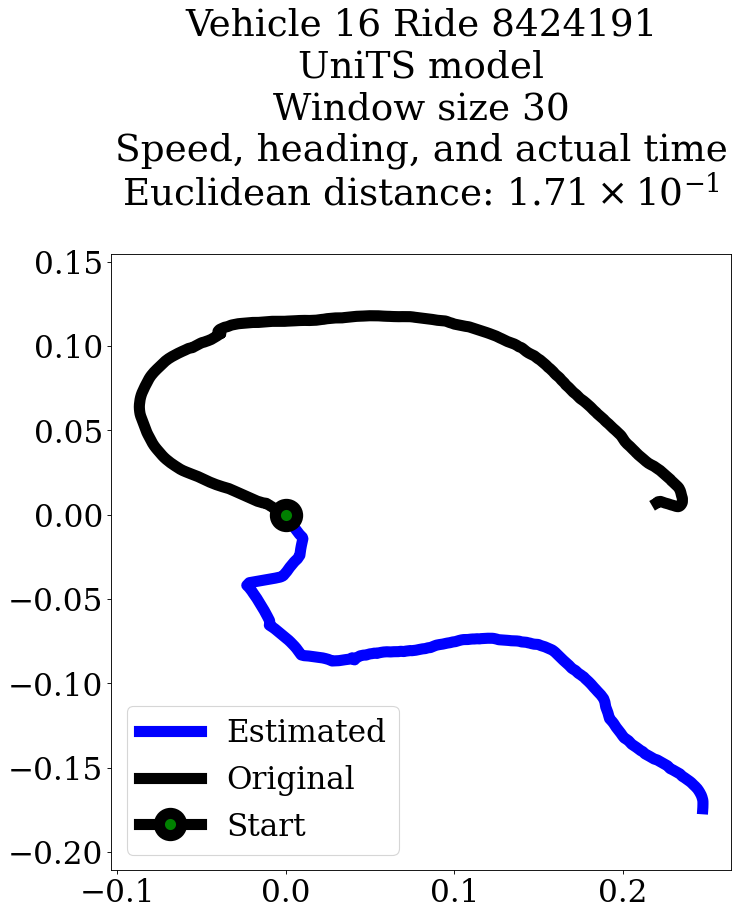 Vehicle 16 Ride 8424191
UniTS model
Window size 30
Speed, heading, and actual time
Euclidean distance: 1.71 × 10⁻¹
0.15
0.10
0.05
0.00
−0.05
−0.10
−0.15
−0.20
Estimated
Original
Start
−0.1
0.0
0.1
0.2